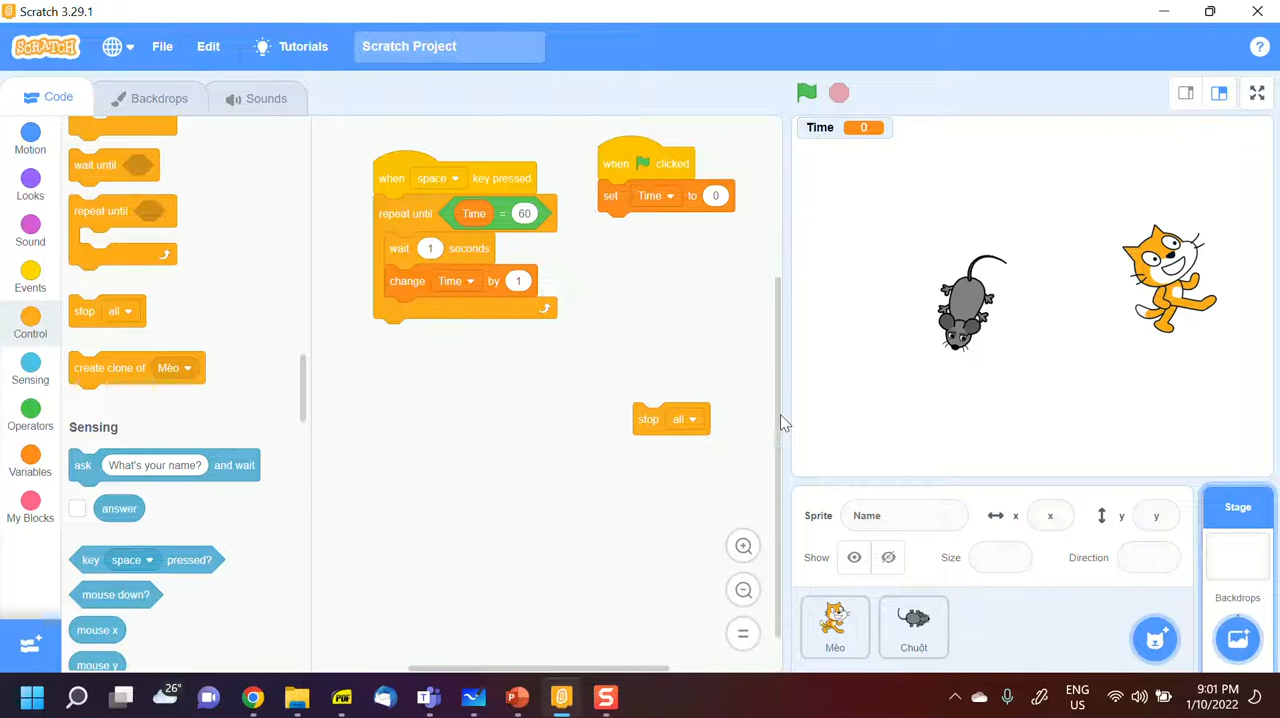 Scratch 3.29.1
SCRATCH
File
Edit
Tutorials
Scratch Project
?
Code
Backdrops
Sounds
Motion
Looks
Sound
Events
Control
Sensing
Operators
Variables
My Blocks
wait until
repeat until
stop all
create clone of Mèo
Sensing
ask What's your name? and wait
answer
key space pressed?
mouse down?
mouse x
mouse y
when space key pressed
repeat until Time = 60
wait 1 seconds
change Time by 1
when clicked
set Time to 0
stop all
Time 0
Sprite Name x x y y
Show Size Direction
Mèo
Chuột
Stage
Backdrops
26°
PDF
S
ENG
US
9:01 PM
1/10/2022